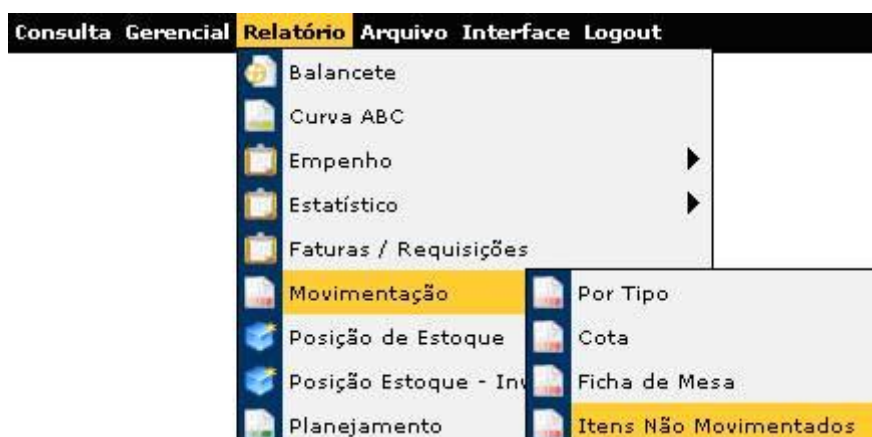 Consulta Gerencial Relatório Arquivo Interface Logout
Balancete
Curva ABC
Empenho
Estatístico
Faturas / Requisições
Movimentação
Por Tipo
Posição de Estoque
Cota
Posição Estoque -
Ficha de Mesa
Planejamento
Itens Não Movimentados